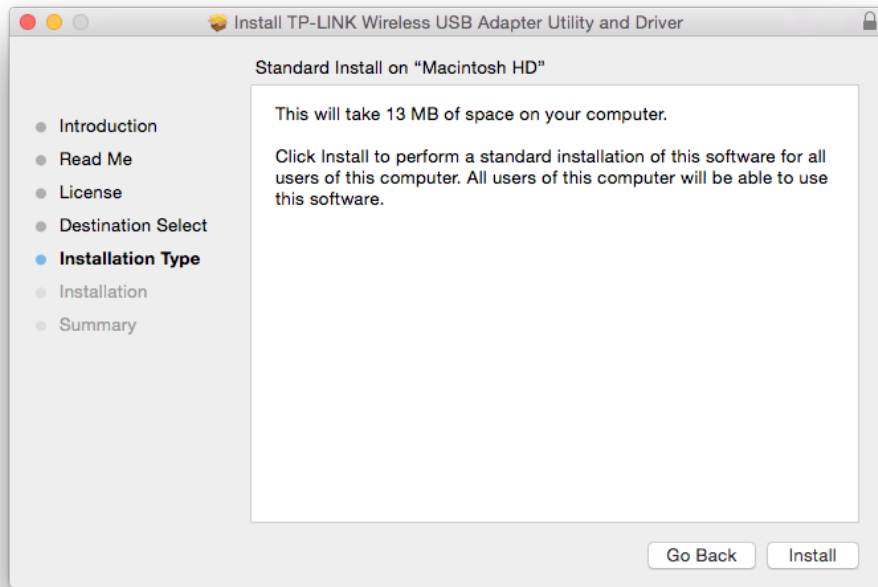 Install TP-LINK Wireless USB Adapter Utility and Driver
Standard Install on “Macintosh HD”
Introduction
Read Me
License
Destination Select
Installation Type
Installation
Summary
This will take 13 MB of space on your computer.
Click Install to perform a standard installation of this software for all
users of this computer. All users of this computer will be able to use
this software.
Go Back
Install